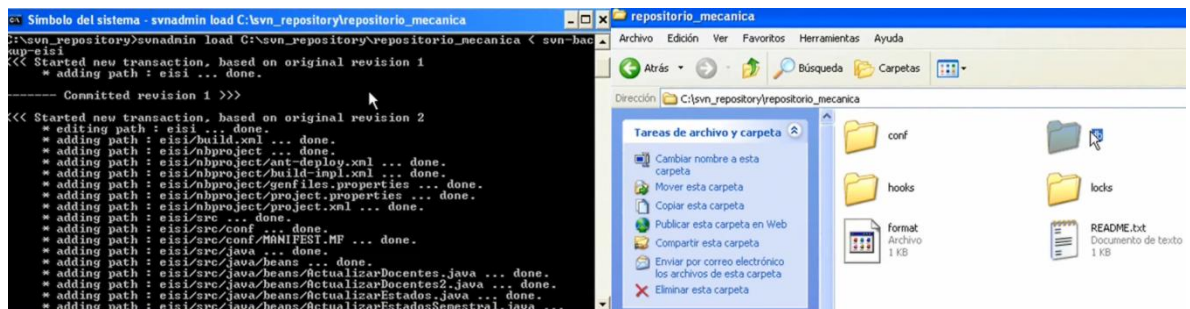 Símbolo del sistema - svnadmin load C:\svn_repository\repositorio_mecanica
C:\svn_repository>svnadmin load C:\svn_repository\repositorio_mecanica < svn-bac
kup-eisi
<<< Started new transaction, based on original revision 1
* adding path : eisi ... done.
------- Committed revision 1 >>>
<<< Started new transaction, based on original revision 2
* editing path : eisi ... done.
* adding path : eisi/build.xml ... done.
* adding path : eisi/nbproject ... done.
* adding path : eisi/nbproject/ant-deploy.xml ... done.
* adding path : eisi/nbproject/build-impl.xml ... done.
* adding path : eisi/nbproject/genfiles.properties ... done.
* adding path : eisi/nbproject/project.properties ... done.
* adding path : eisi/nbproject/project.xml ... done.
* adding path : eisi/src ... done.
* adding path : eisi/src/conf ... done.
* adding path : eisi/src/conf/MANIFEST.MF ... done.
* adding path : eisi/src/java ... done.
* adding path : eisi/src/java/beans ... done.
* adding path : eisi/src/java/beans/ActualizarDocentes.java ... done.
* adding path : eisi/src/java/beans/ActualizarDocentes2.java ... done.
* adding path : eisi/src/java/beans/ActualizarEstados.java ... done.
* adding path : eisi/src/java/beans/ActualizarEstadosSemestral.java ...
repositorio_mecanica
Archivo Edición Ver Favoritos Herramientas Ayuda
Atrás Búsqueda Carpetas
Dirección C:\svn_repository\repositorio_mecanica
Tareas de archivo y carpeta
Cambiar nombre a esta
carpeta
Mover esta carpeta
Copiar esta carpeta
Publicar esta carpeta en Web
Compartir esta carpeta
Enviar por correo electrónico
los archivos de esta carpeta
Eliminar esta carpeta
conf
hooks
locks
format
Archivo
1 KB
README.txt
Documento de texto
1 KB